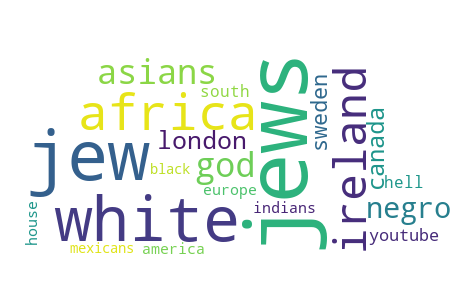 asians
south
africa
jews
sweden
ireland
canada
jew
london
god
black
hell
europe
white
indians
negro
house
youtube
mexicans
america